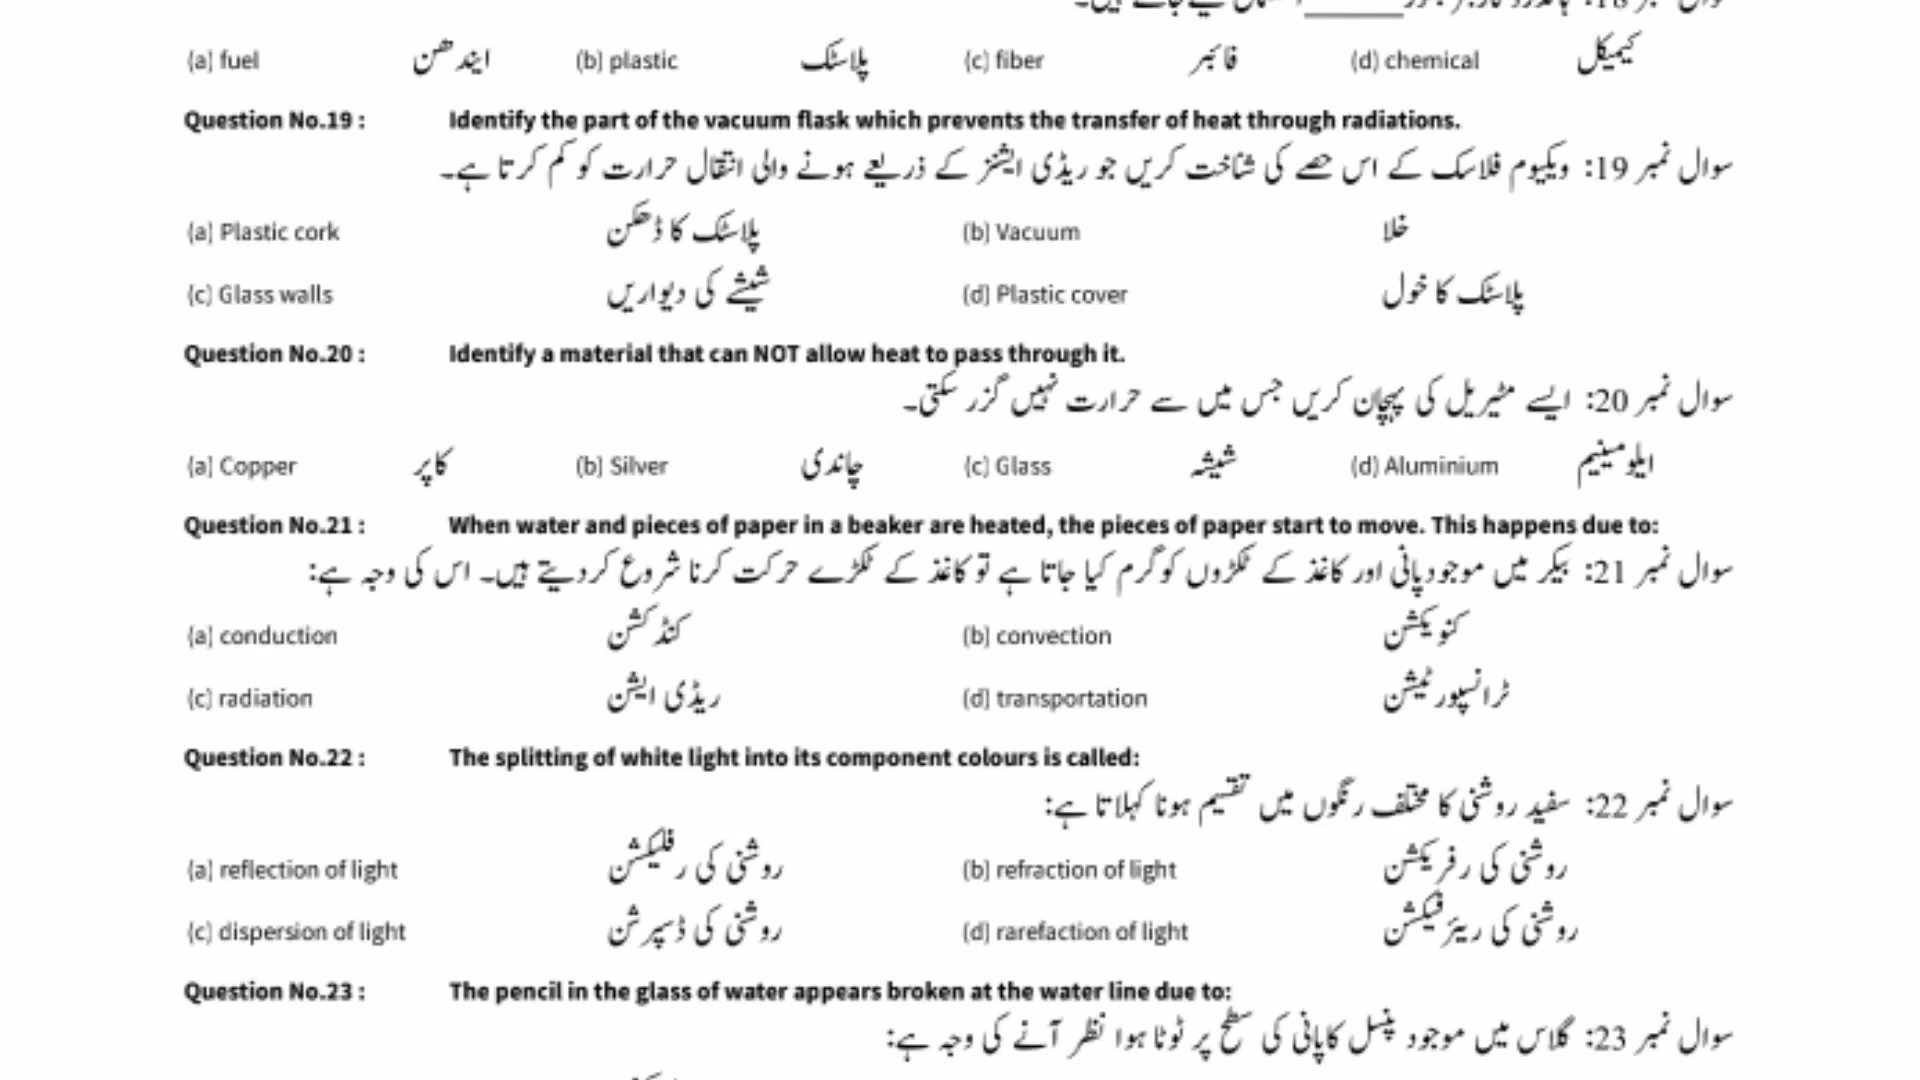 (a) fuel ایندھن (b) plastic پلاسٹک (c) fiber فائبر (d) chemical کیمیکل
Question No.19 : Identify the part of the vacuum flask which prevents the transfer of heat through radiations.
سوال نمبر 19: ویکیوم فلاسک کے اس حصے کی شناخت کریں جو ریڈی ایشنز کے ذریعے ہونے والی انتقال حرارت کو کم کرتا ہے۔
(a) Plastic cork پلاسٹک کا ڈھکن (b) Vacuum خلا
(c) Glass walls شیشے کی دیواریں (d) Plastic cover پلاسٹک کا خول
Question No.20 : Identify a material that can NOT allow heat to pass through it.
سوال نمبر 20: ایسے مٹیریل کی پہچان کریں جس میں سے حرارت نہیں گزر سکتی۔
(a) Copper کاپر (b) Silver چاندی (c) Glass شیشہ (d) Aluminium ایلومینیم
Question No.21 : When water and pieces of paper in a beaker are heated, the pieces of paper start to move. This happens due to:
سوال نمبر 21: بیکر میں موجود پانی اور کاغذ کے ٹکڑوں کو گرم کیا جاتا ہے تو کاغذ کے ٹکڑے حرکت کرنا شروع کر دیتے ہیں۔ اس کی وجہ ہے:
(a) conduction کنڈکشن (b) convection کنویکشن
(c) radiation ریڈی ایشن (d) transportation ٹرانسپورٹیشن
Question No.22 : The splitting of white light into its component colours is called:
سوال نمبر 22: سفید روشنی کا مختلف رنگوں میں تقسیم ہونا کہلاتا ہے:
(a) reflection of light روشنی کی رفلیکشن (b) refraction of light روشنی کی رفریکشن
(c) dispersion of light روشنی کی ڈسپرشن (d) rarefaction of light روشنی کی ریئرفیکشن
Question No.23 : The pencil in the glass of water appears broken at the water line due to:
سوال نمبر 23: گلاس میں موجود پنسل کا پانی کی سطح پر ٹوٹا ہوا نظر آنے کی وجہ ہے: